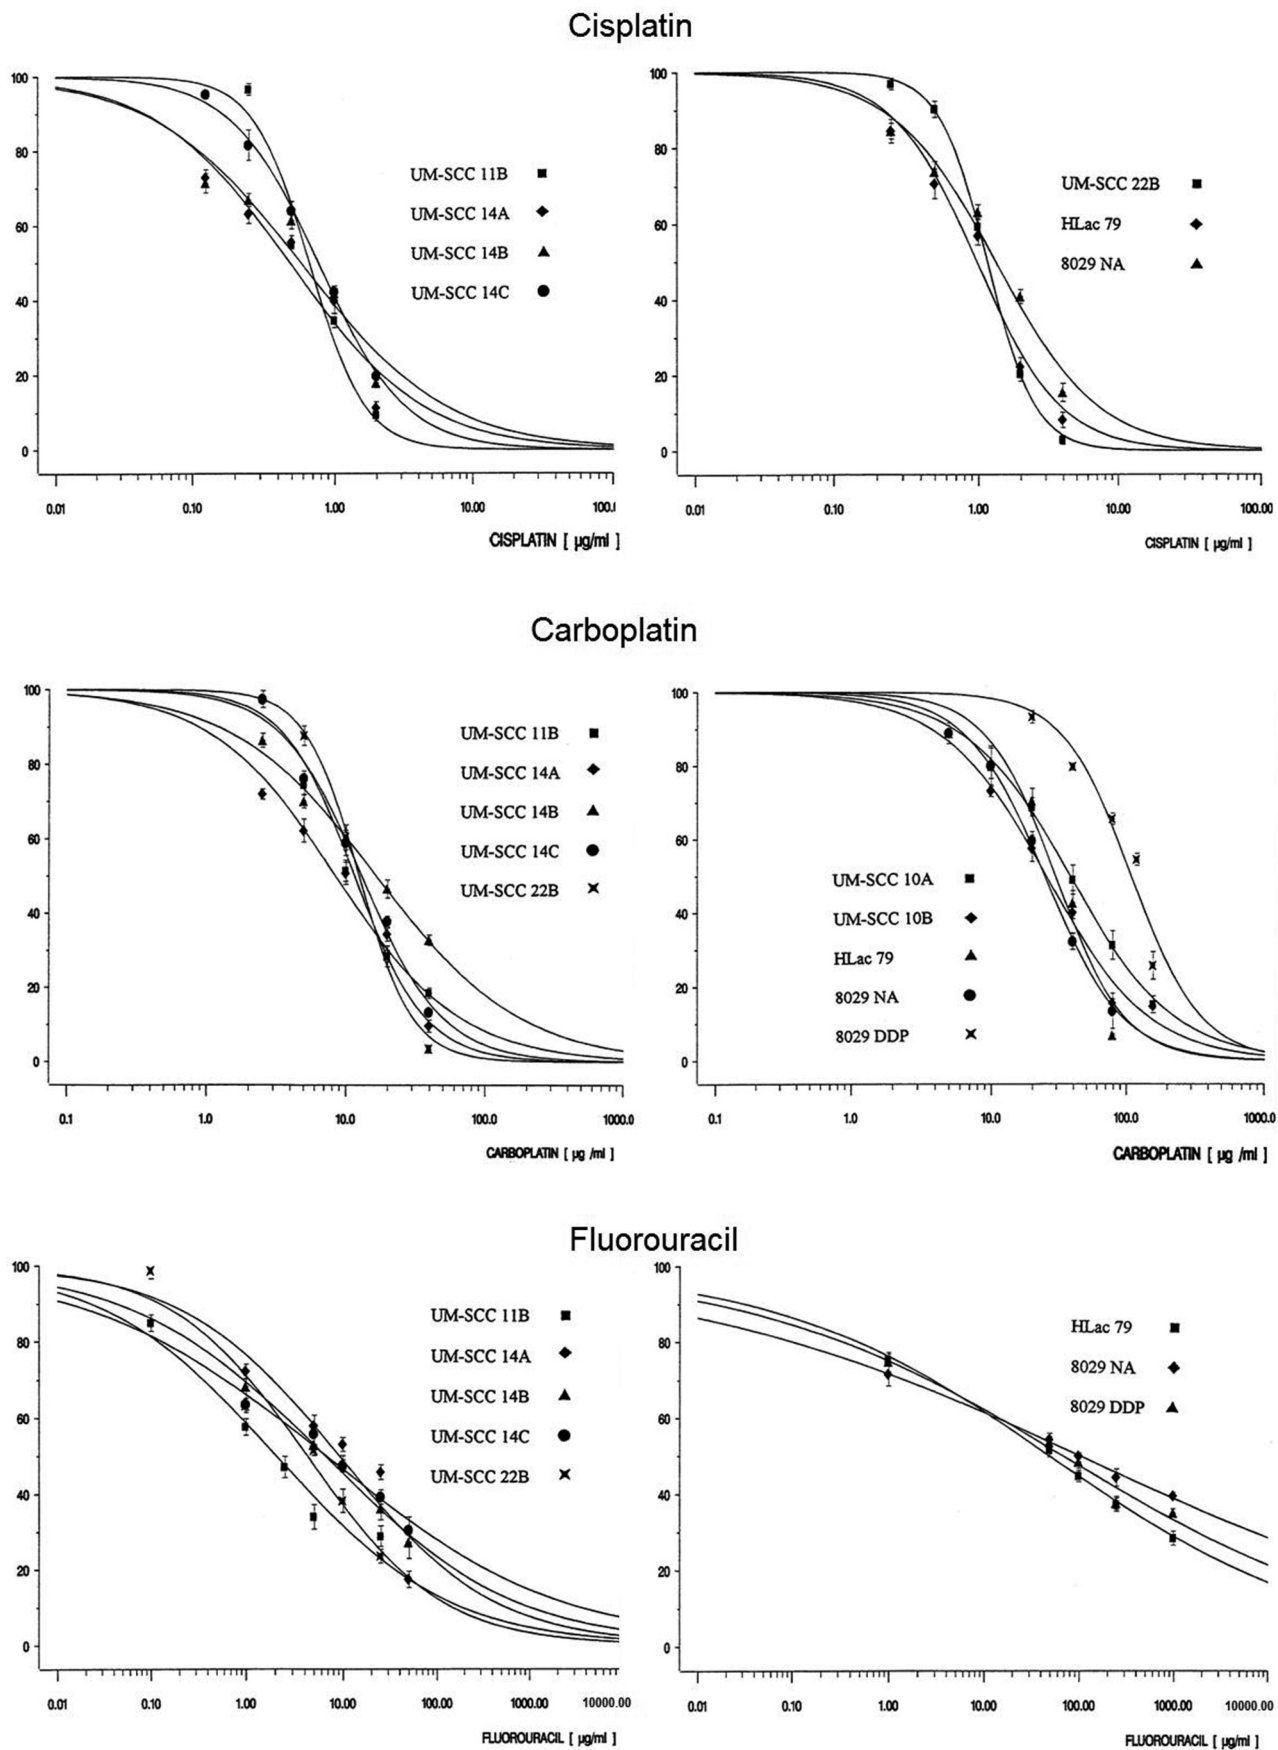 Cisplatin
100
80
60
40
20
0
UM-SCC 11B
UM-SCC 14A
UM-SCC 14B
UM-SCC 14C
0.01 0.10 1.00 10.00 100.(
CISPLATIN [ µg/ml ]
100
80
60
40
20
0
UM-SCC 22B
HLac 79
8029 NA
0.01 0.10 1.00 10.00 100.00
CISPLATIN [ µg/ml ]
Carboplatin
100
80
60
40
20
0
UM-SCC 11B
UM-SCC 14A
UM-SCC 14B
UM-SCC 14C
UM-SCC 22B
0.1 1.0 10.0 100.0 1000.0
CARBOPLATIN [ µg /ml ]
100
80
60
40
20
0
UM-SCC 10A
UM-SCC 10B
HLac 79
8029 NA
8029 DDP
0.1 1.0 10.0 100.0 1000.0
CARBOPLATIN [ µg /ml ]
Fluorouracil
100
80
60
40
20
0
UM-SCC 11B
UM-SCC 14A
UM-SCC 14B
UM-SCC 14C
UM-SCC 22B
0.01 0.10 1.00 10.00 100.00 1000.00 10000.00
FLUOROURACIL [ µg/ml ]
100
80
60
40
20
0
HLac 79
8029 NA
8029 DDP
0.01 0.10 1.00 10.00 100.00 1000.00 10000.00
FLUOROURACIL [ µg/ml ]